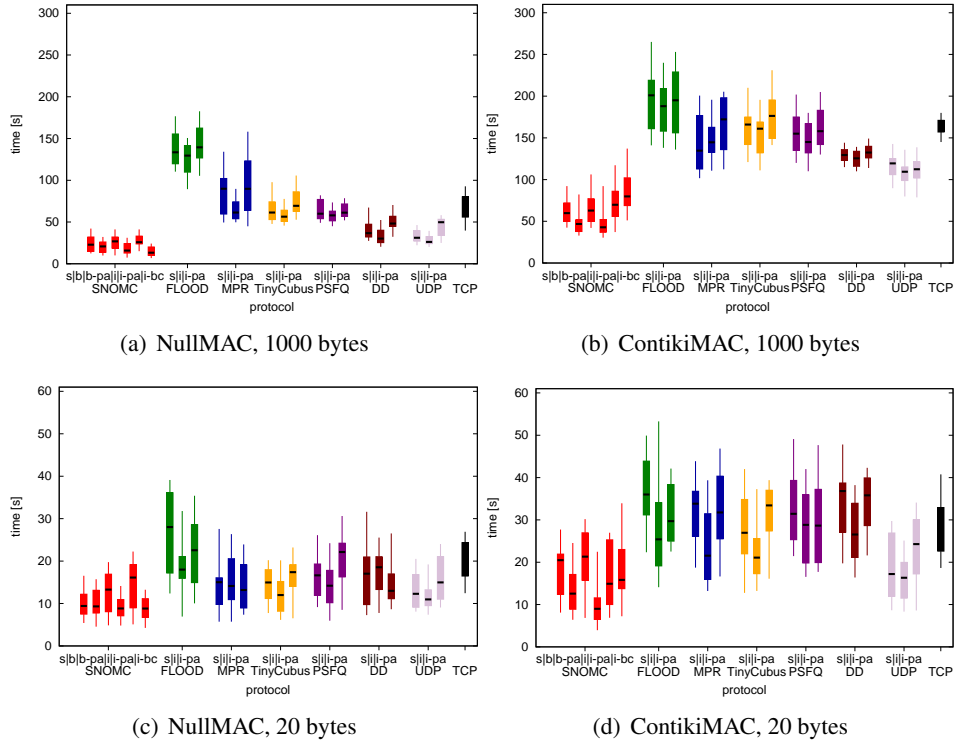 300
250
200
150
100
50
0
time [s]
s|b|b-pa|i|i-pa|i-bc s|i|i-pa s|i|i-pa s|i|i-pa s|i|i-pa s|i|i-pa s|i|i-pa TCP
SNOMC FLOOD MPR TinyCubus PSFQ DD UDP
protocol
(a) NullMAC, 1000 bytes
300
250
200
150
100
50
0
time [s]
s|b|b-pa|i|i-pa|i-bc s|i|i-pa s|i|i-pa s|i|i-pa s|i|i-pa s|i|i-pa s|i|i-pa TCP
SNOMC FLOOD MPR TinyCubus PSFQ DD UDP
protocol
(b) ContikiMAC, 1000 bytes
60
50
40
30
20
10
0
time [s]
s|b|b-pa|i|i-pa|i-bc s|i|i-pa s|i|i-pa s|i|i-pa s|i|i-pa s|i|i-pa s|i|i-pa TCP
SNOMC FLOOD MPR TinyCubus PSFQ DD UDP
protocol
(c) NullMAC, 20 bytes
60
50
40
30
20
10
0
time [s]
s|b|b-pa|i|i-pa|i-bc s|i|i-pa s|i|i-pa s|i|i-pa s|i|i-pa s|i|i-pa s|i|i-pa TCP
SNOMC FLOOD MPR TinyCubus PSFQ DD UDP
protocol
(d) ContikiMAC, 20 bytes